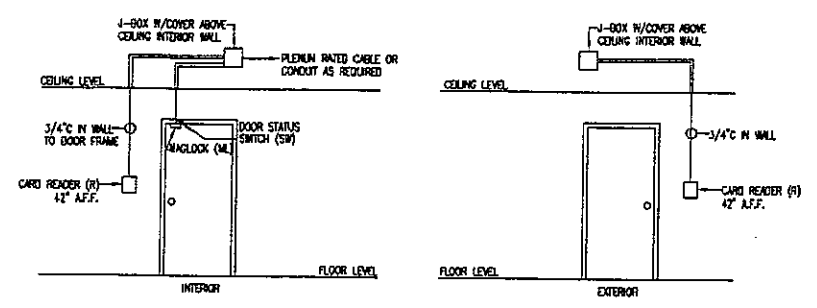 J-BOX W/COVER ABOVE
CEILING INTERIOR WALL
PLENUM RATED CABLE OR
CONDUIT AS REQUIRED
CEILING LEVEL
3/4"C IN WALL
TO DOOR FRAME
DOOR STATUS
SWITCH (SW)
MAGLOCK (ML)
CARD READER (R)
42" A.F.F.
FLOOR LEVEL
INTERIOR
J-BOX W/COVER ABOVE
CEILING INTERIOR WALL
CEILING LEVEL
3/4"C IN WALL
CARD READER (R)
42" A.F.F.
FLOOR LEVEL
EXTERIOR